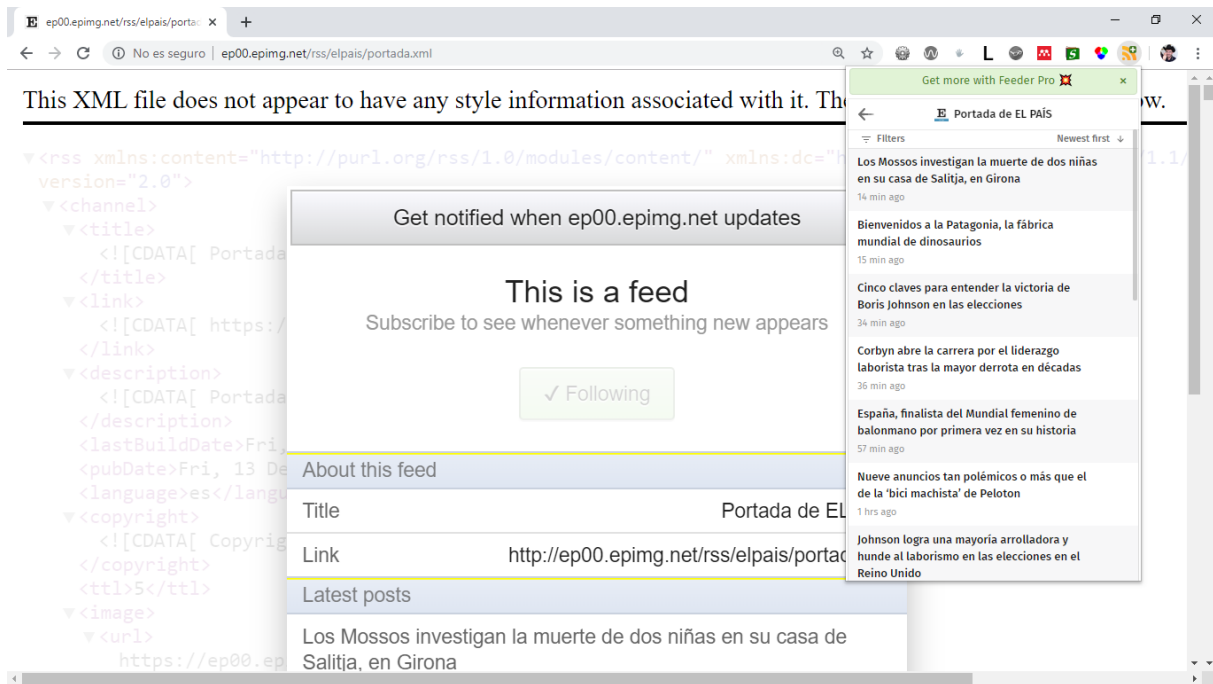 ep00.epimg.net/rss/elpais/portad
No es seguro | ep00.epimg.net/rss/elpais/portada.xml
This XML file does not appear to have any style information associated with it. The
ow.
<rss xmlns:content="http://purl.org/rss/1.0/modules/content/" xmlns:dc="h
1.1/
version="2.0">
<channel>
<title>
<![CDATA[ Portada
</title>
<link>
<![CDATA[ https:/
</link>
<description>
<![CDATA[ Portada
</description>
<lastBuildDate>Fri,
<pubDate>Fri, 13 De
<language>es</langu
<copyright>
<![CDATA[ Copyrig
</copyright>
<ttl>5</ttl>
<image>
<url>
https://ep00.ep
Get notified when ep00.epimg.net updates
This is a feed
Subscribe to see whenever something new appears
✓ Following
About this feed
Title
Portada de EL
Link
http://ep00.epimg.net/rss/elpais/portad
Latest posts
Los Mossos investigan la muerte de dos niñas en su casa de
Salitja, en Girona
Get more with Feeder Pro 💥
×
Portada de EL PAÍS
Filters
Newest first ↓
Los Mossos investigan la muerte de dos niñas
en su casa de Salitja, en Girona
14 min ago
Bienvenidos a la Patagonia, la fábrica
mundial de dinosaurios
15 min ago
Cinco claves para entender la victoria de
Boris Johnson en las elecciones
34 min ago
Corbyn abre la carrera por el liderazgo
laborista tras la mayor derrota en décadas
36 min ago
España, finalista del Mundial femenino de
balonmano por primera vez en su historia
57 min ago
Nueve anuncios tan polémicos o más que el
de la ‘bici machista’ de Peloton
1 hrs ago
Johnson logra una mayoría arrolladora y
hunde al laborismo en las elecciones en el
Reino Unido